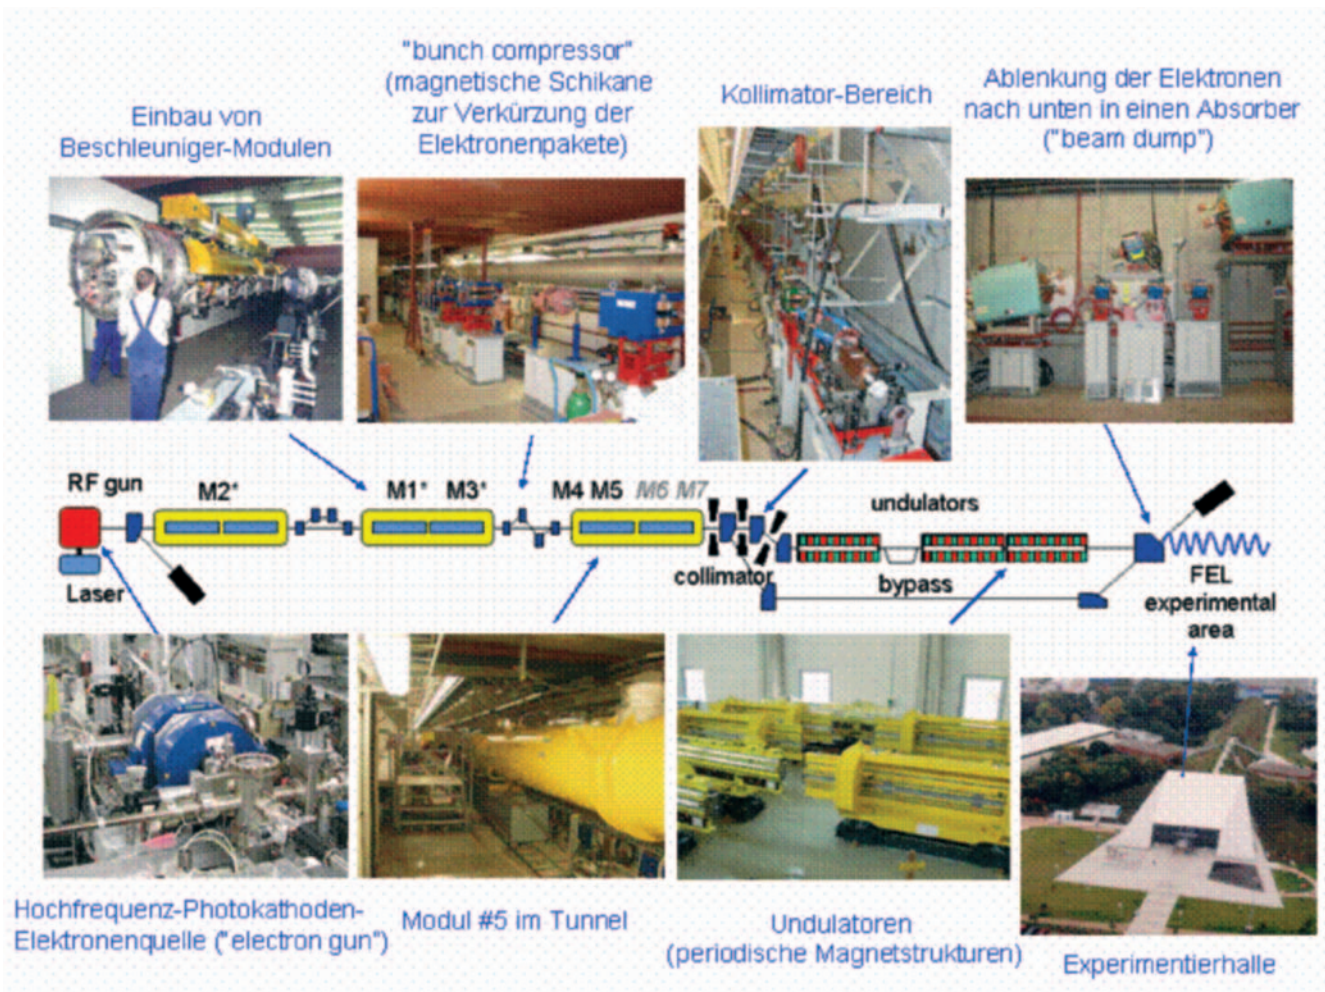 "bunch compressor"
(magnetische Schikane
zur Verkürzung der
Elektronenpakete)
Einbau von
Beschleuniger-Modulen
Kollimator-Bereich
Ablenkung der Elektronen
nach unten in einen Absorber
("beam dump")
RF gun
M2*
M1* M3*
M4 M5 M6 M7
undulators
Laser
collimator
bypass
FEL
experimental
area
Hochfrequenz-Photokathoden-
Elektronenquelle ("electron gun")
Modul #5 im Tunnel
Undulatoren
(periodische Magnetstrukturen)
Experimentierhalle